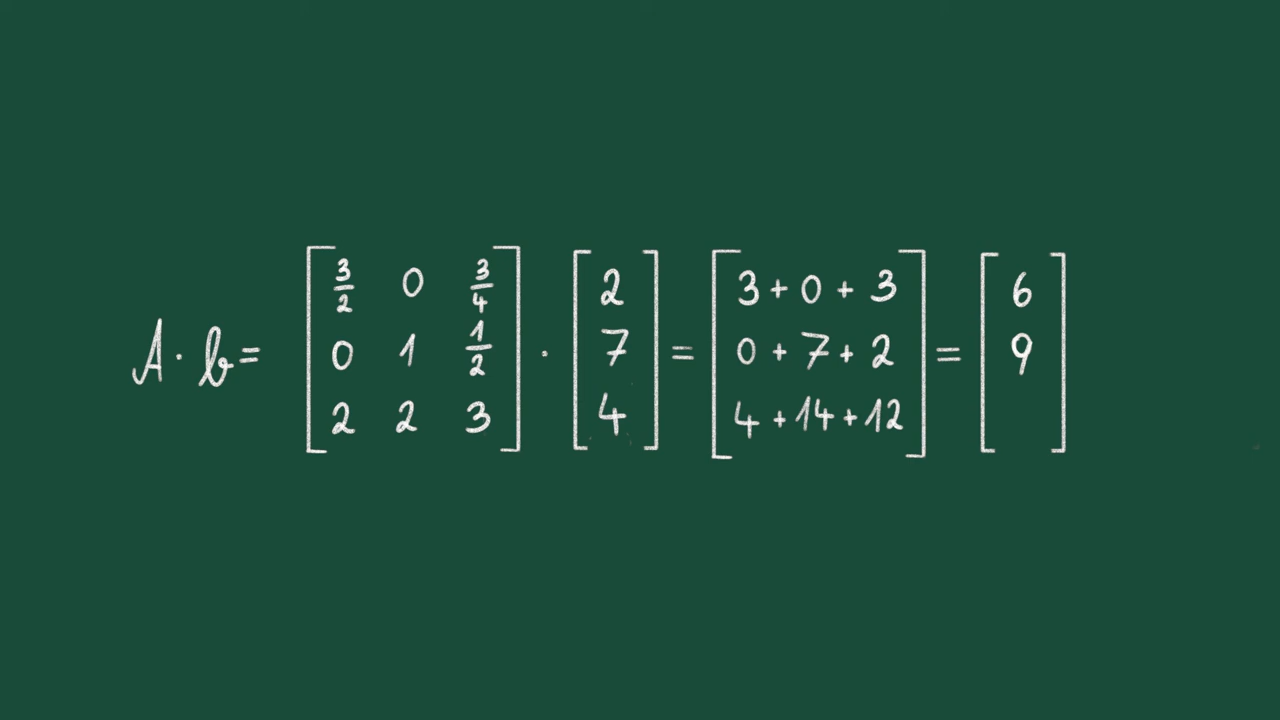 A · b = [ 3/2 0 3/4 ] · [ 2 ] = [ 3 + 0 + 3 ] = [ 6 ]
[ 0 1 1/2 ] [ 7 ] [ 0 + 7 + 2 ] [ 9 ]
[ 2 2 3 ] [ 4 ] [ 4 + 14 + 12 ] [ ]